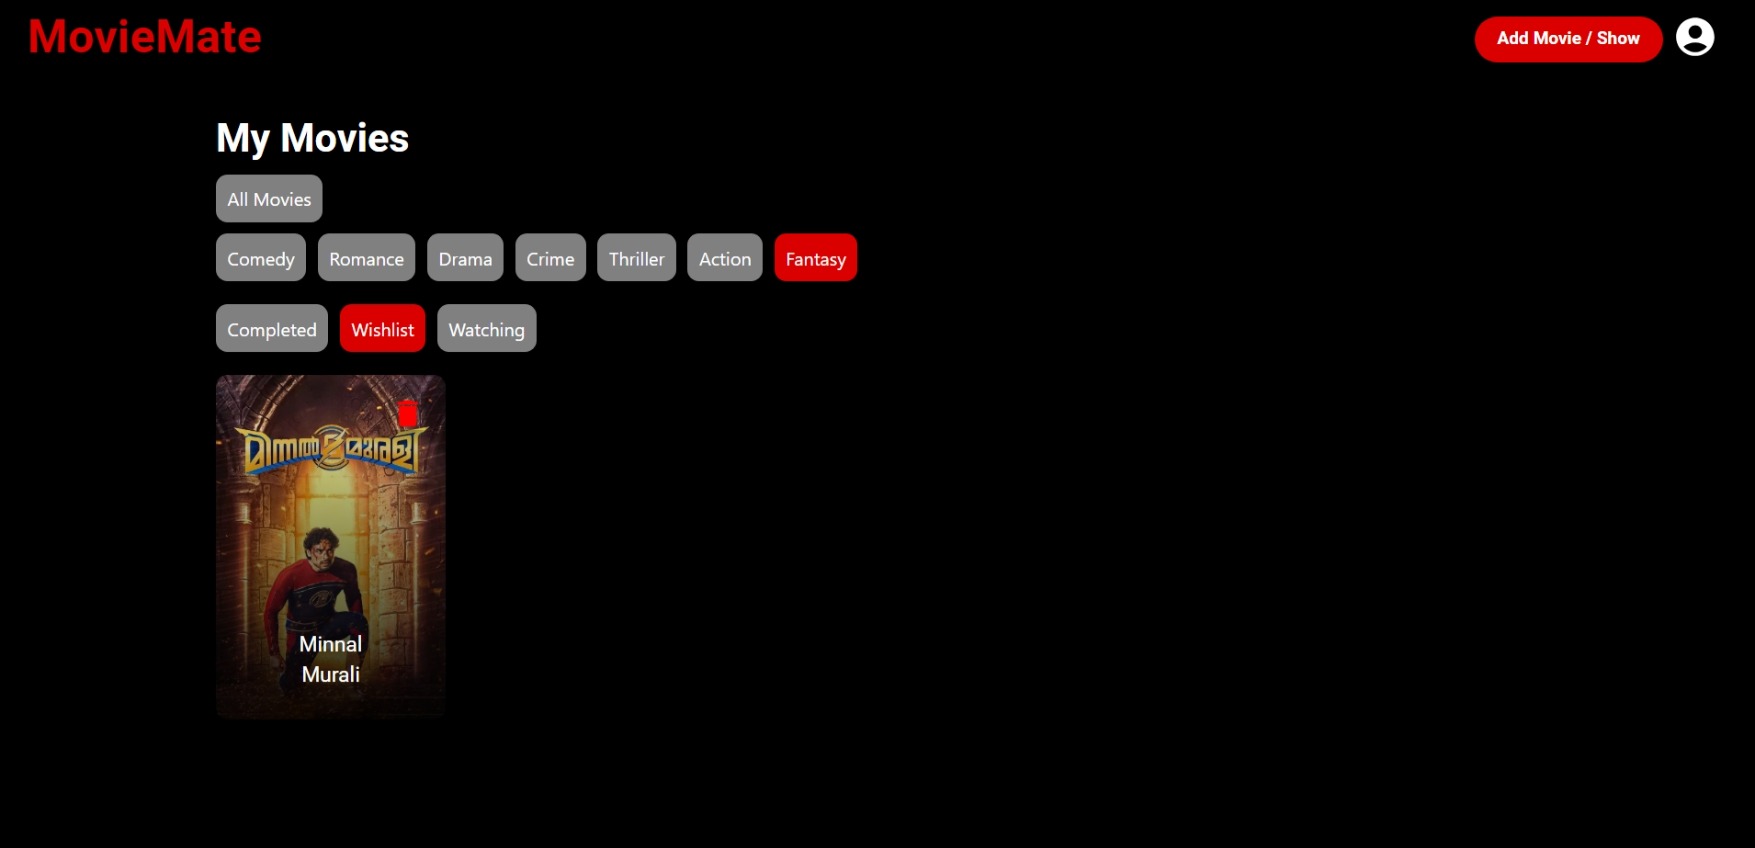 MovieMate
Add Movie / Show
My Movies
All Movies
Comedy Romance Drama Crime Thriller Action Fantasy
Completed Wishlist Watching
മിന്നൽ മുരളി
Minnal
Murali